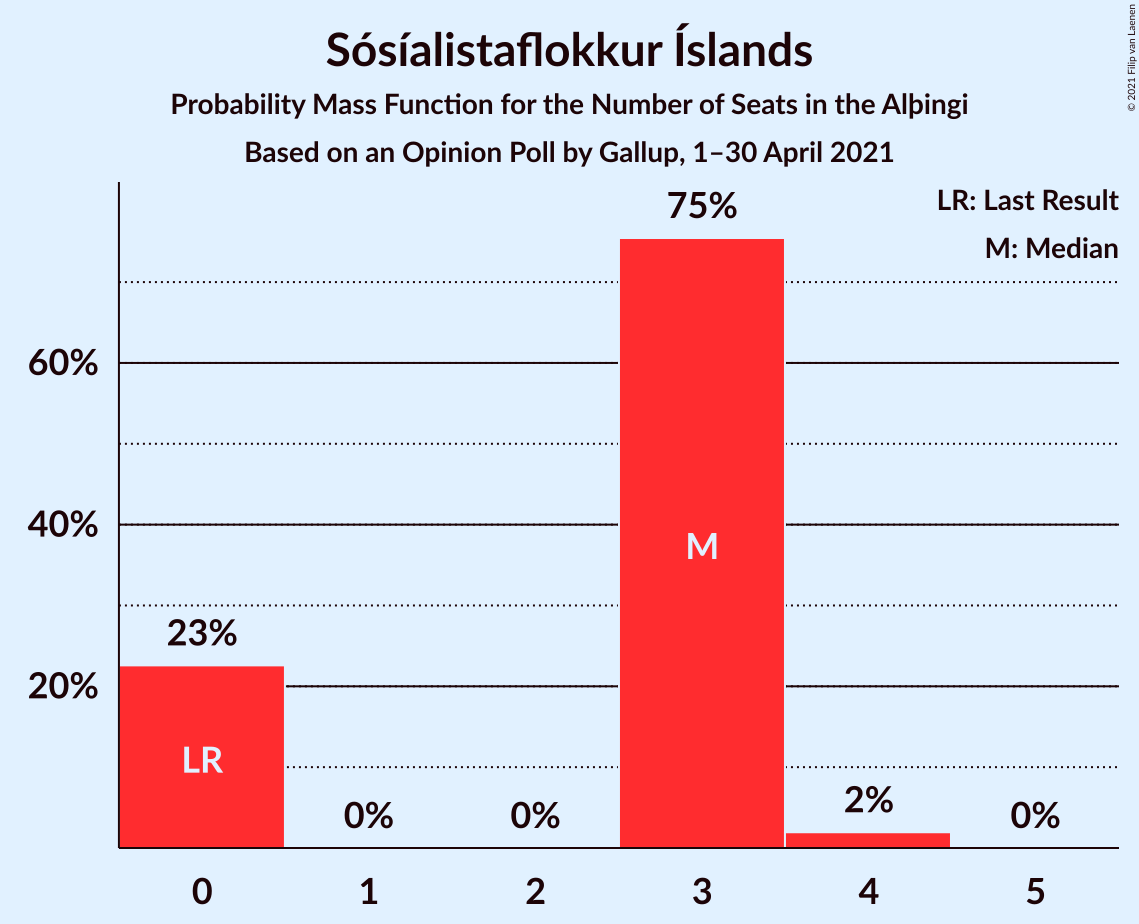 Sósíalistaflokkur Íslands
Probability Mass Function for the Number of Seats in the Alþingi
Based on an Opinion Poll by Gallup, 1–30 April 2021
© 2021 Filip van Laenen
LR: Last Result
M: Median
75%
60%
40%
M
23%
20%
LR
0%
0%
2%
0%
0
1
2
3
4
5